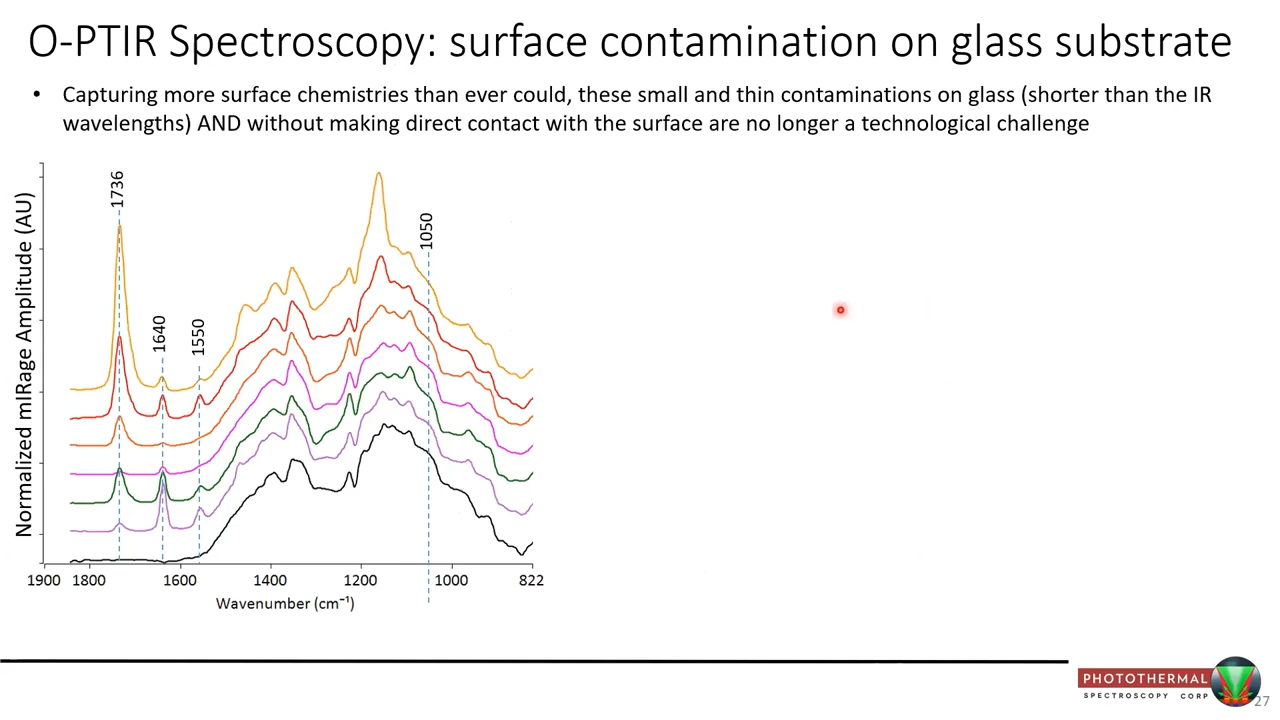 O-PTIR Spectroscopy: surface contamination on glass substrate
• Capturing more surface chemistries than ever could, these small and thin contaminations on glass (shorter than the IR
wavelengths) AND without making direct contact with the surface are no longer a technological challenge
Normalized mIRage Amplitude (AU)
1736
1640
1550
1050
1900 1800 1600 1400 1200 1000 822
Wavenumber (cm⁻¹)
PHOTOTHERMAL
SPECTROSCOPY CORP
27